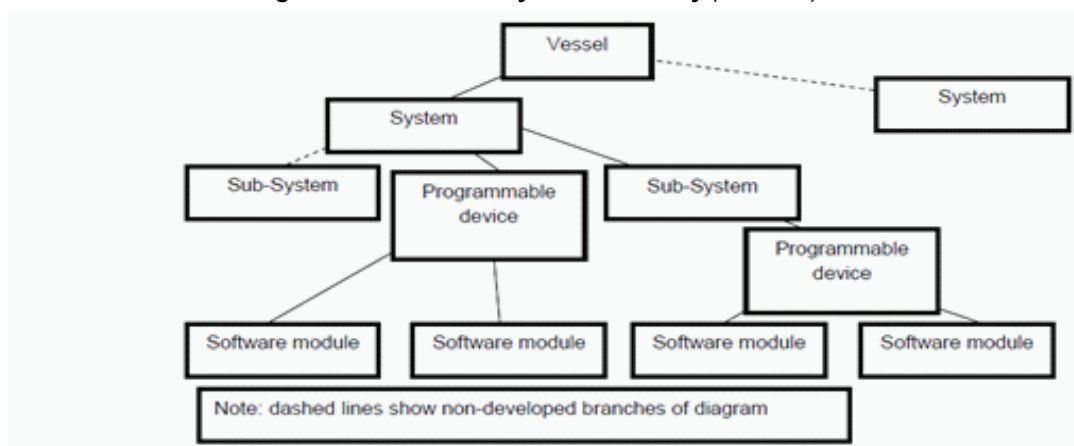 Vessel
System
System
Sub-System
Programmable
device
Sub-System
Programmable
device
Software module
Software module
Software module
Software module
Note: dashed lines show non-developed branches of diagram